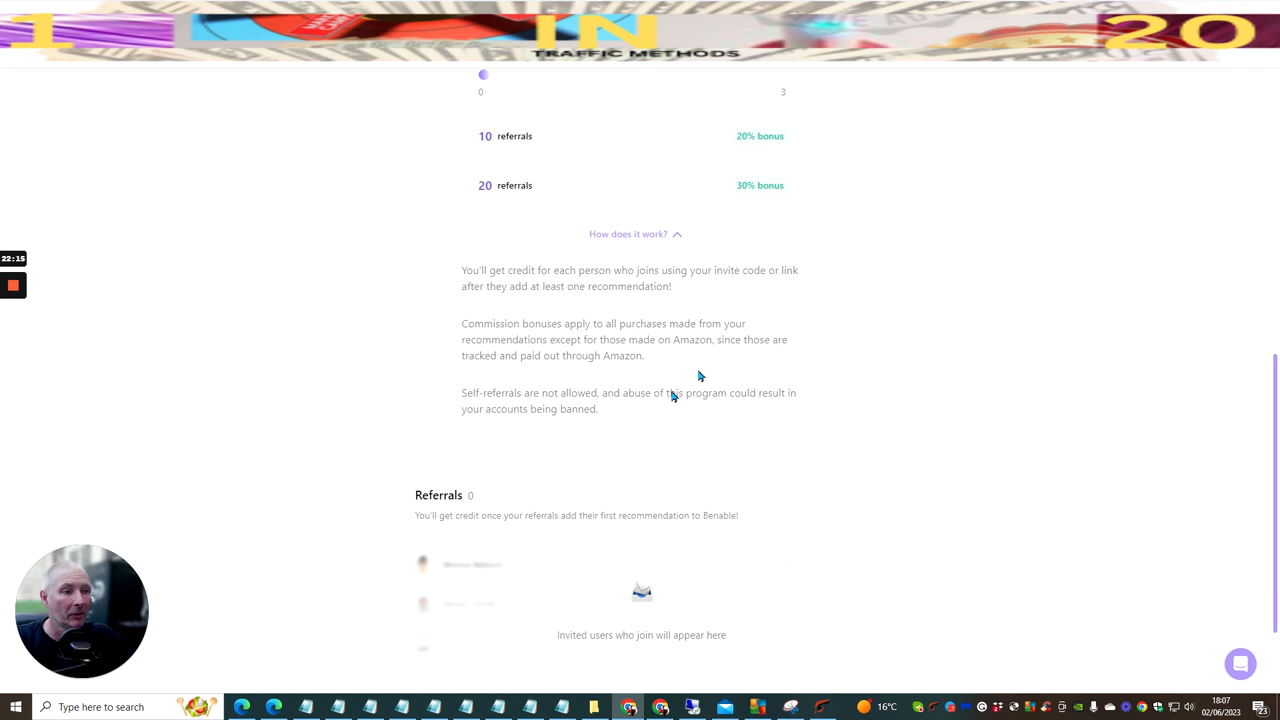 1 IN 20
TRAFFIC METHODS
0 3
10 referrals 20% bonus
20 referrals 30% bonus
How does it work?
You'll get credit for each person who joins using your invite code or link
after they add at least one recommendation!
Commission bonuses apply to all purchases made from your
recommendations except for those made on Amazon, since those are
tracked and paid out through Amazon.
Self-referrals are not allowed, and abuse of this program could result in
your accounts being banned.
22:15
Referrals 0
You'll get credit once your referrals add their first recommendation to Benable!
Invited users who join will appear here
Type here to search
16°C
18:07
02/06/2023